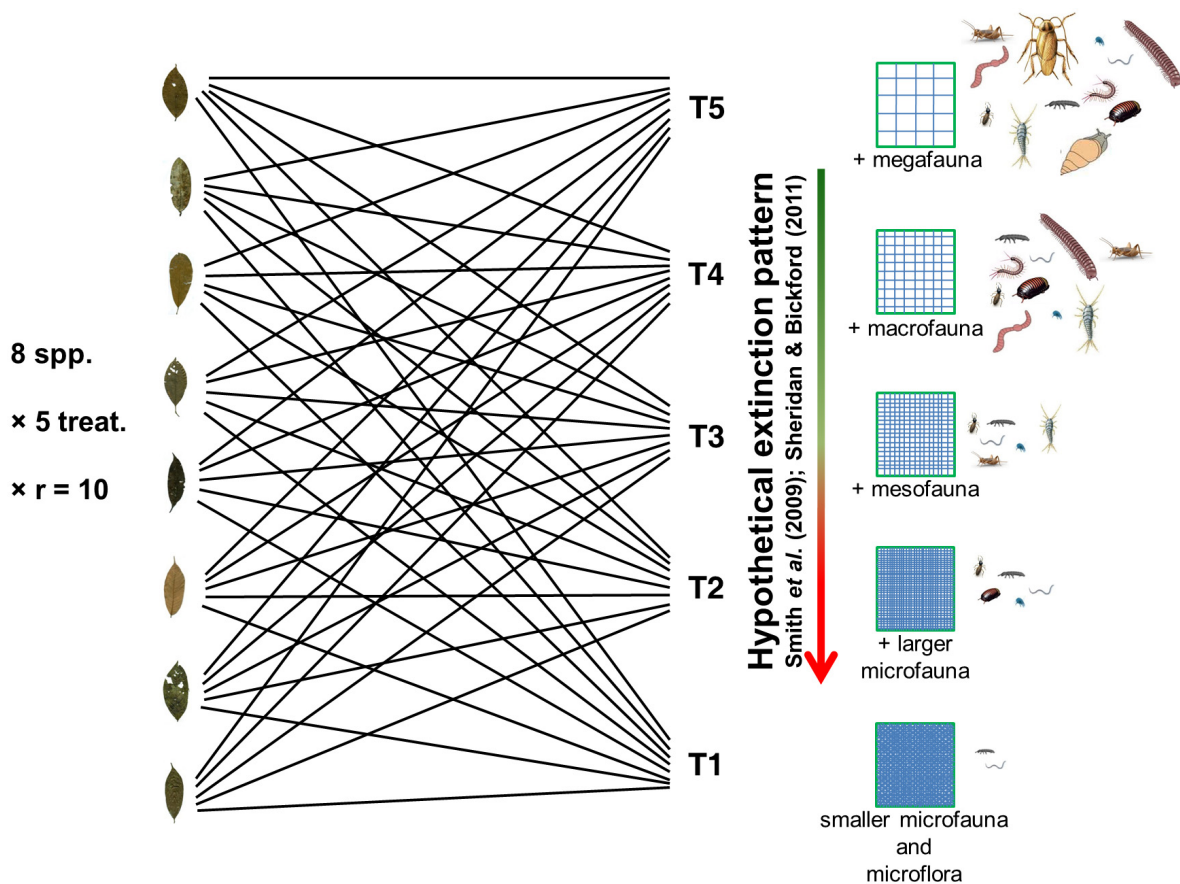 8 spp.
× 5 treat.
× r = 10
T5
T4
T3
T2
T1
Hypothetical extinction pattern
Smith et al. (2009); Sheridan & Bickford (2011)
+ megafauna
+ macrofauna
+ mesofauna
+ larger
microfauna
smaller microfauna
and
microflora